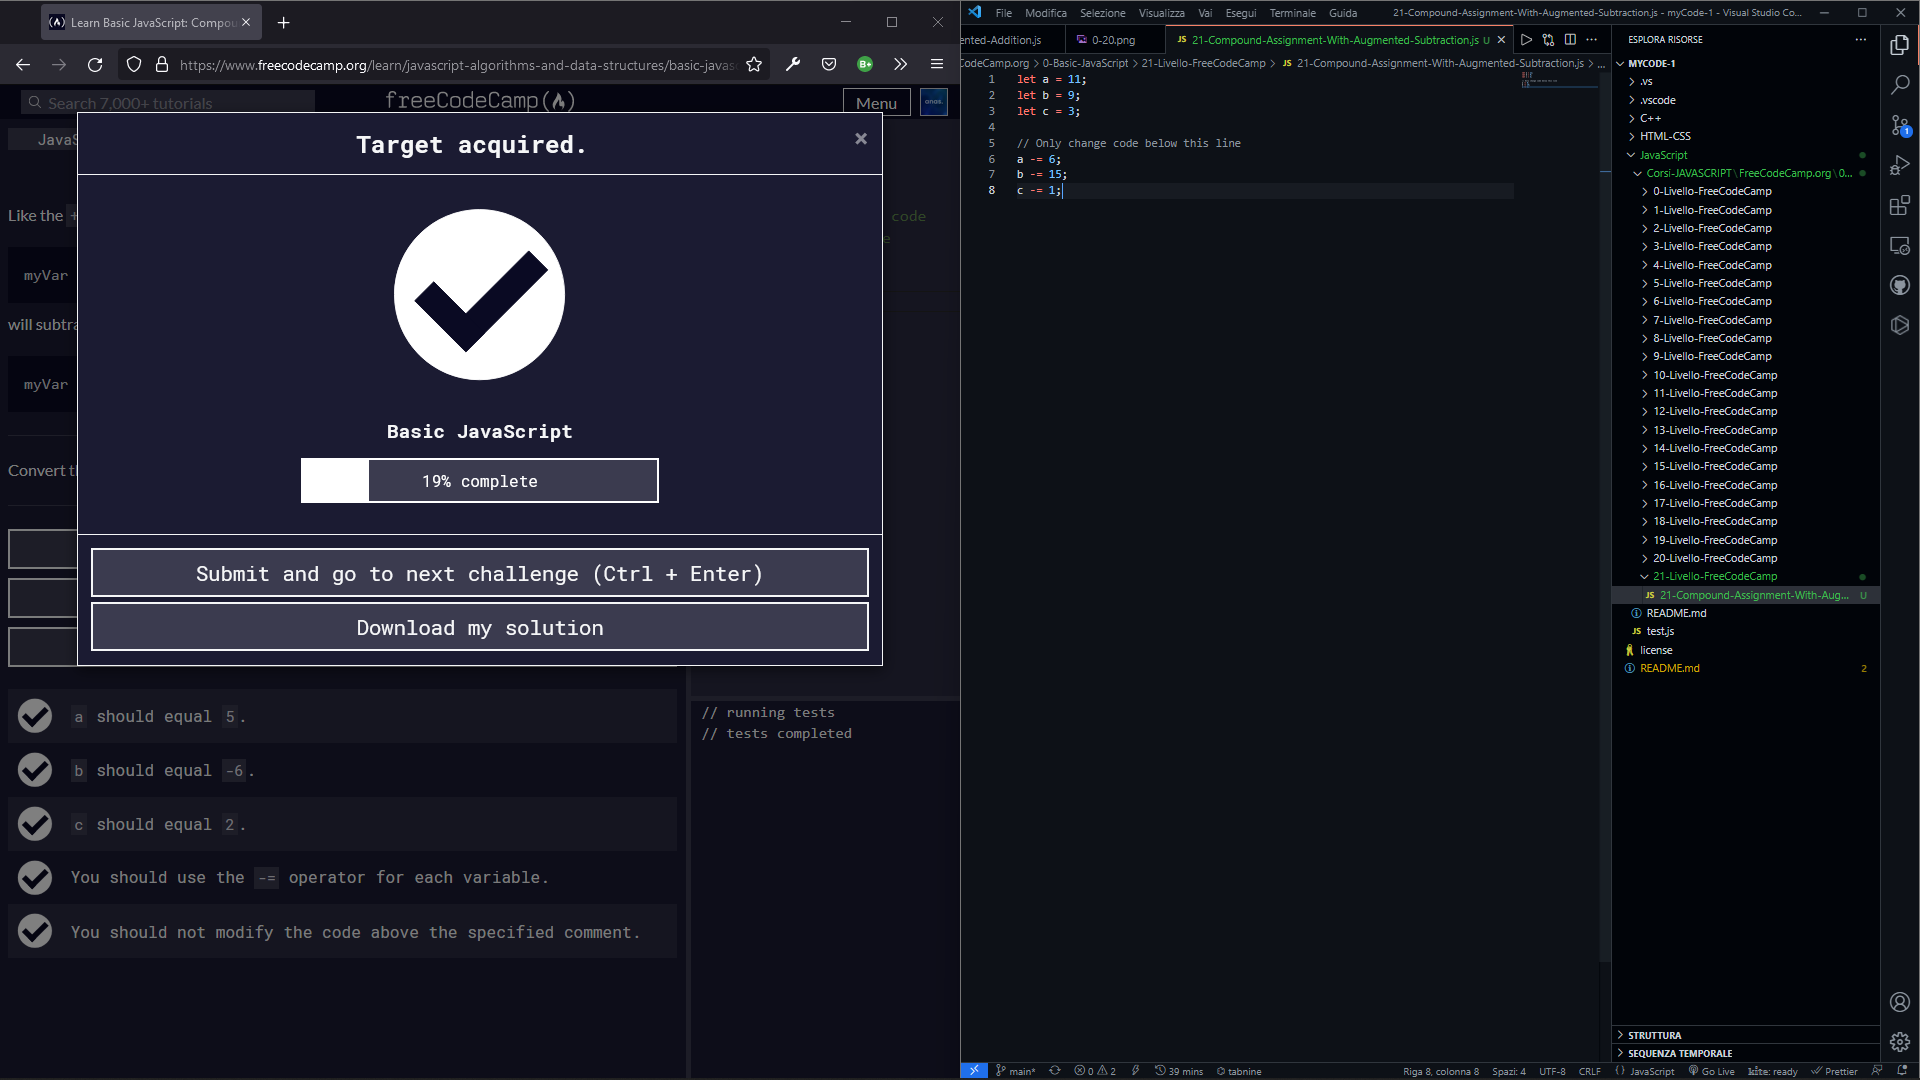 Learn Basic JavaScript: Compou
https://www.freecodecamp.org/learn/javascript-algorithms-and-data-structures/basic-javas
Search 7,000+ tutorials
freeCodeCamp
Menu
JavaS
Target acquired.
×
Like the +
code
myVar
will subtra
myVar
Basic JavaScript
19% complete
Convert th
Submit and go to next challenge (Ctrl + Enter)
Download my solution
a should equal 5.
b should equal -6.
c should equal 2.
You should use the -= operator for each variable.
You should not modify the code above the specified comment.
// running tests
// tests completed
File Modifica Selezione Visualizza Vai Esegui Terminale Guida
21-Compound-Assignment-With-Augmented-Subtraction.js - myCode-1 - Visual Studio Co...
ented-Addition.js
0-20.png
JS 21-Compound-Assignment-With-Augmented-Subtraction.js U
CodeCamp.org > 0-Basic-JavaScript > 21-Livello-FreeCodeCamp > JS 21-Compound-Assignment-With-Augmented-Subtraction.js > ...
1 let a = 11;
2 let b = 9;
3 let c = 3;
4
5 // Only change code below this line
6 a -= 6;
7 b -= 15;
8 c -= 1;
ESPLORA RISORSE
MYCODE-1
.vs
.vscode
C++
HTML-CSS
JavaScript
Corsi-JAVASCRIPT\FreeCodeCamp.org\0...
0-Livello-FreeCodeCamp
1-Livello-FreeCodeCamp
2-Livello-FreeCodeCamp
3-Livello-FreeCodeCamp
4-Livello-FreeCodeCamp
5-Livello-FreeCodeCamp
6-Livello-FreeCodeCamp
7-Livello-FreeCodeCamp
8-Livello-FreeCodeCamp
9-Livello-FreeCodeCamp
10-Livello-FreeCodeCamp
11-Livello-FreeCodeCamp
12-Livello-FreeCodeCamp
13-Livello-FreeCodeCamp
14-Livello-FreeCodeCamp
15-Livello-FreeCodeCamp
16-Livello-FreeCodeCamp
17-Livello-FreeCodeCamp
18-Livello-FreeCodeCamp
19-Livello-FreeCodeCamp
20-Livello-FreeCodeCamp
21-Livello-FreeCodeCamp
JS 21-Compound-Assignment-With-Aug... U
README.md
JS test.js
license
README.md 2
1
STRUTTURA
SEQUENZA TEMPORALE
main*
0
2
39 mins
tabnine
Riga 8, colonna 8
Spazi: 4
UTF-8
CRLF
JavaScript
Go Live
kite: ready
Prettier